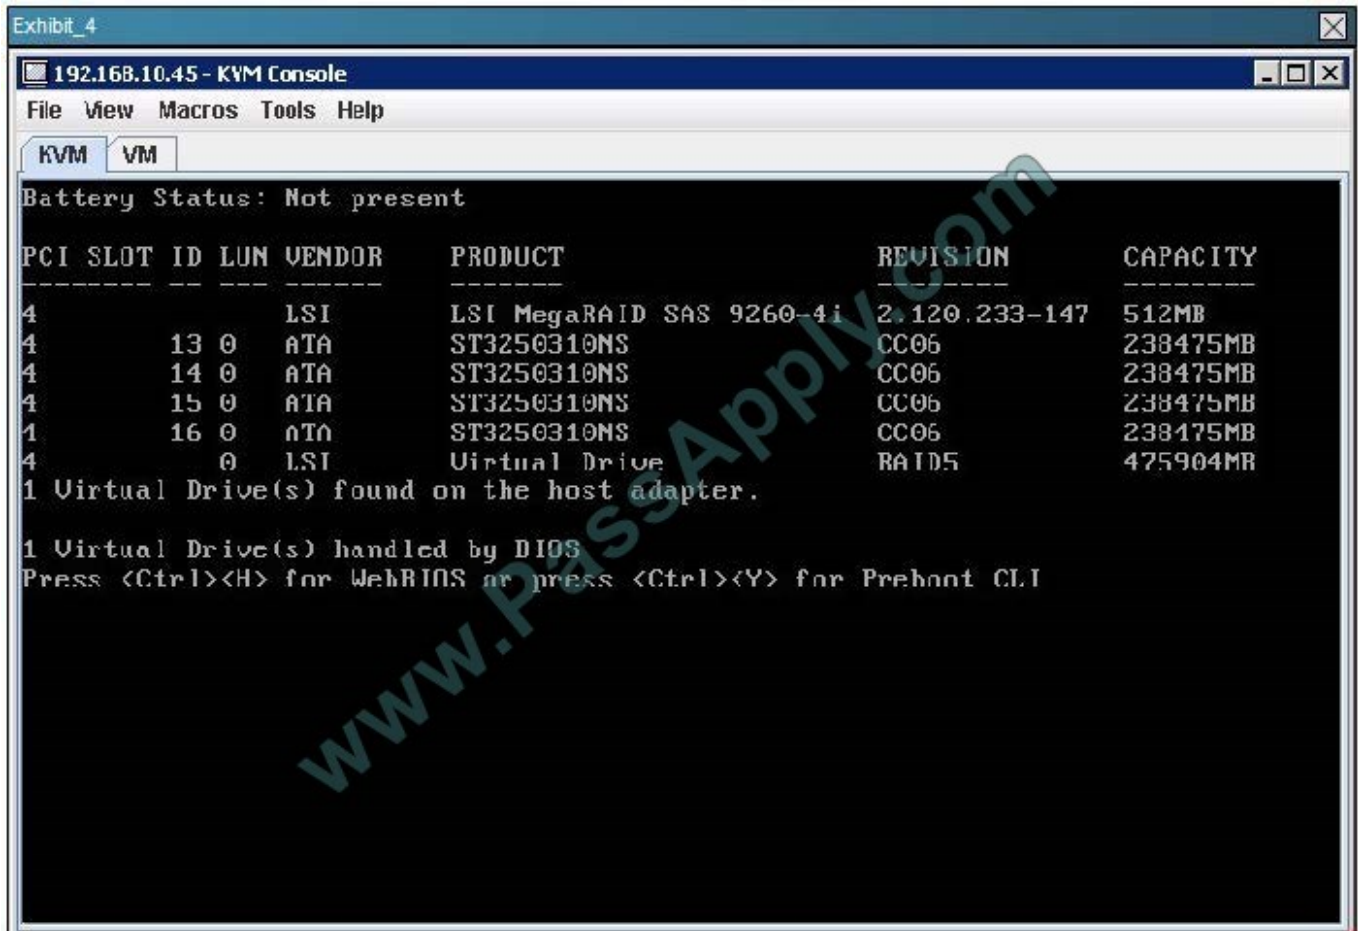 Exhibit_4
192.168.10.45 - KVM Console
File View Macros Tools Help
KVM VM
Battery Status: Not present
PCI SLOT ID LUN VENDOR PRODUCT REVISION CAPACITY
-------- -- --- ------ ------- -------- --------
4 LSI LSI MegaRAID SAS 9260-4i 2.120.233-147 512MB
4 13 0 ATA ST3250310NS CC06 238475MB
4 14 0 ATA ST3250310NS CC06 238475MB
4 15 0 ATA ST3250310NS CC06 238475MB
4 16 0 ATA ST3250310NS CC06 238475MB
4 0 LSI Virtual Drive RAID5 475904MB
1 Virtual Drive(s) found on the host adapter.
1 Virtual Drive(s) handled by BIOS
Press <Ctrl><H> for WebBIOS or press <Ctrl><Y> for Preboot CLI
www.PassApply.com